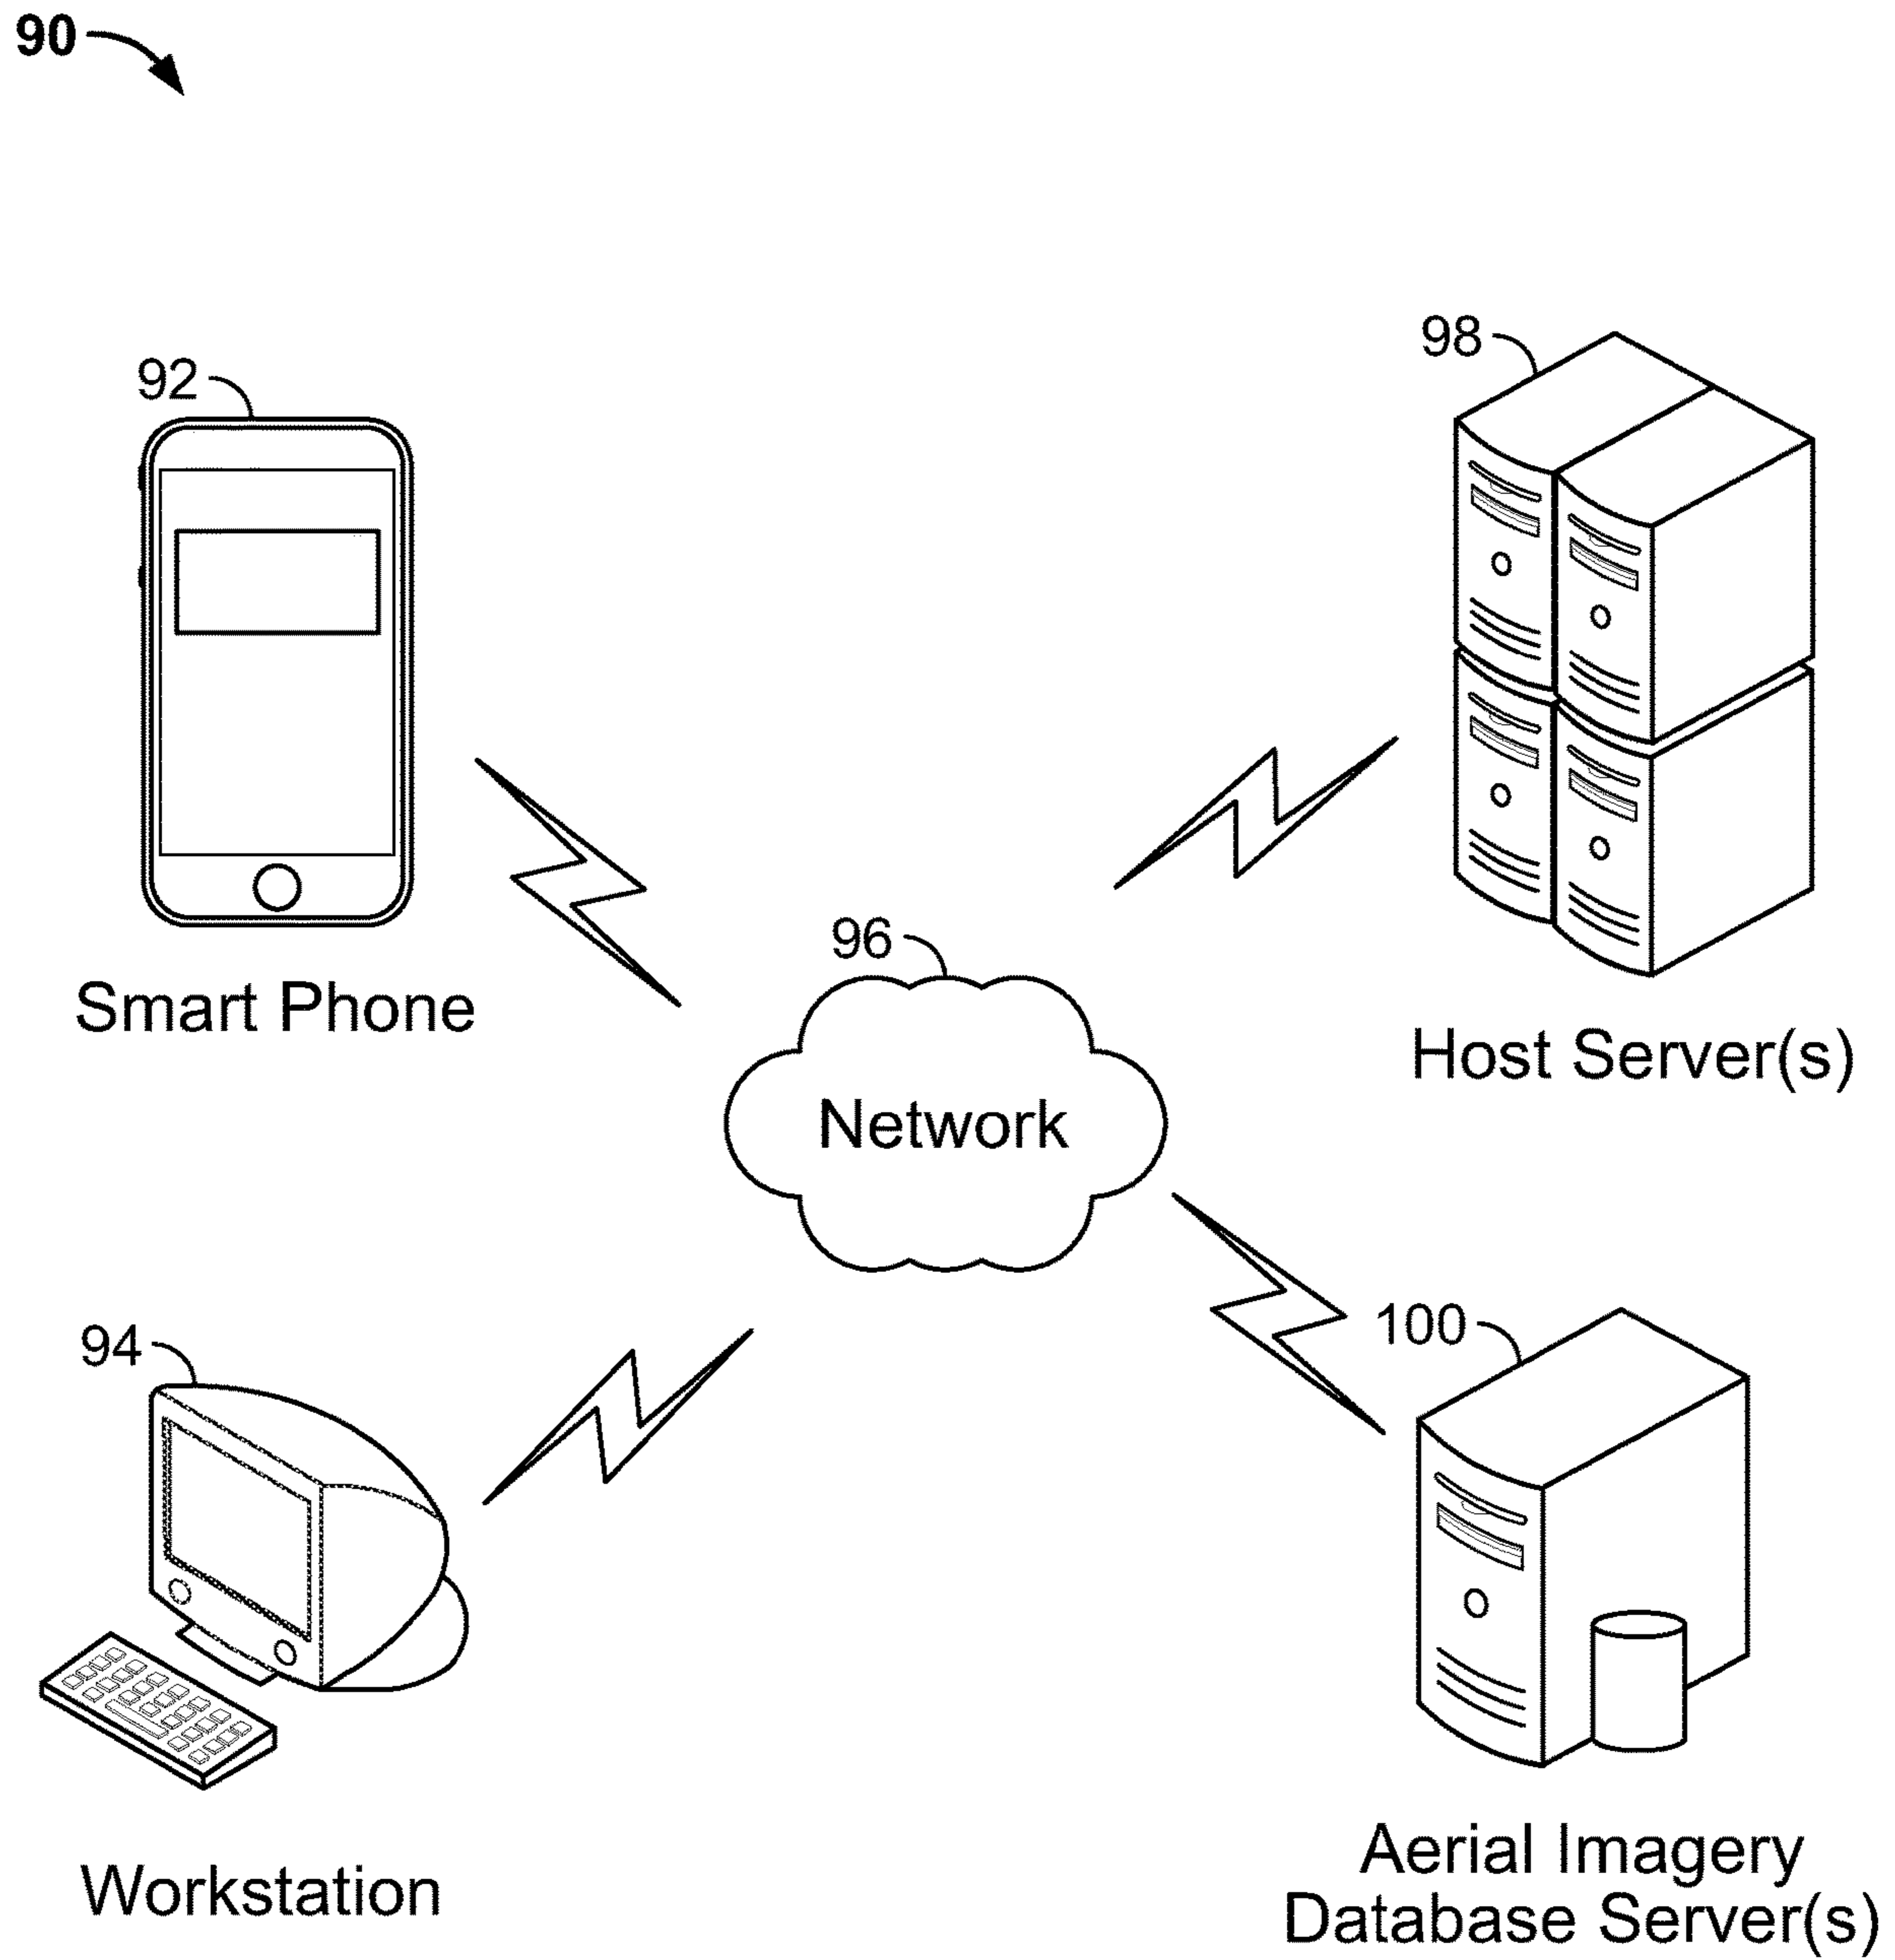 90
92
Smart Phone
98
Host Server(s)
96
Network
94
Workstation
100
Aerial Imagery
Database Server(s)